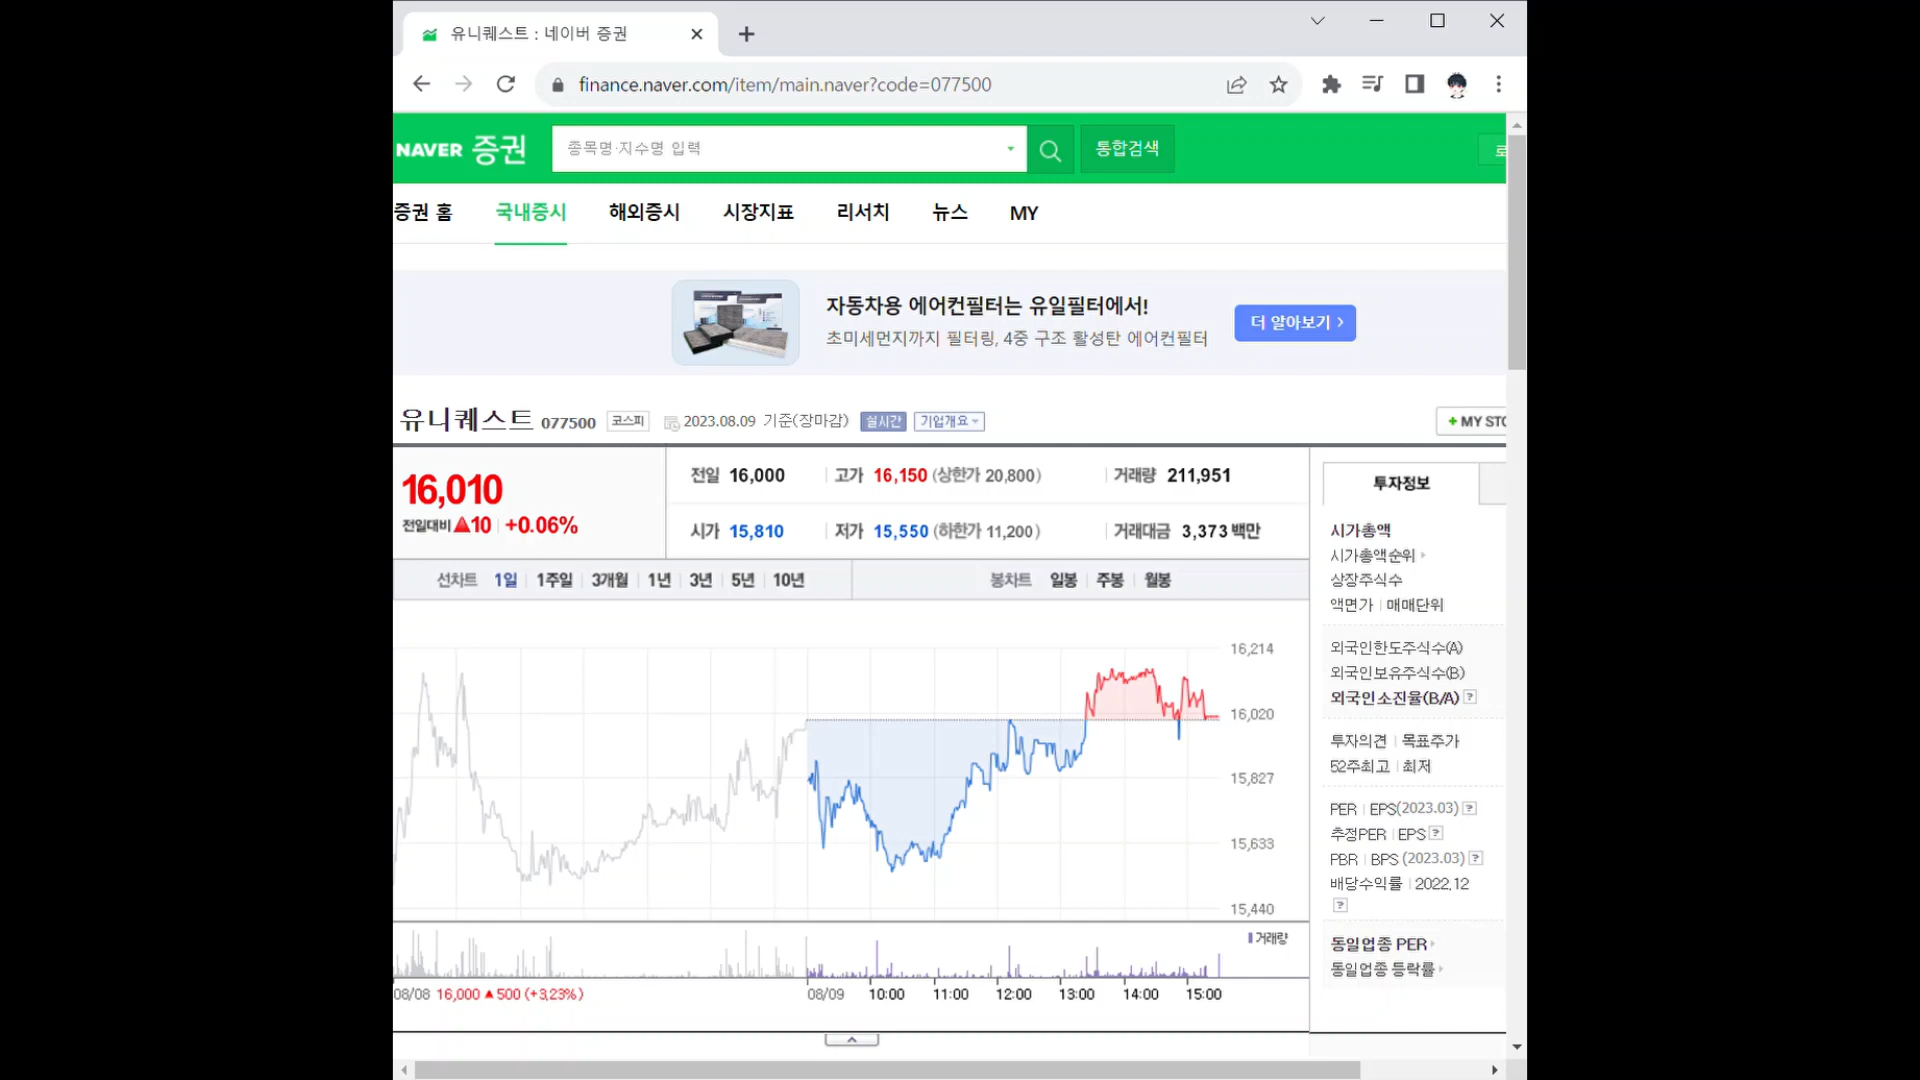 유니퀘스트 : 네이버 증권
finance.naver.com/item/main.naver?code=077500
NAVER 증권
종목명·지수명 입력
통합검색
증권 홈 국내증시 해외증시 시장지표 리서치 뉴스 MY
자동차용 에어컨필터는 유일필터에서!
초미세먼지까지 필터링, 4중 구조 활성탄 에어컨필터
더 알아보기 >
유니퀘스트 077500 코스피 2023.08.09 기준(장마감) 실시간 기업개요
+ MY STO
16,010
전일대비 ▲10 +0.06%
전일 16,000 고가 16,150 (상한가 20,800) 거래량 211,951
시가 15,810 저가 15,550 (하한가 11,200) 거래대금 3,373 백만
선차트 1일 1주일 3개월 1년 3년 5년 10년
봉차트 일봉 주봉 월봉
16,214
16,020
15,827
15,633
15,440
거래량
08/08 16,000 ▲500 (+3,23%)
08/09 10:00 11:00 12:00 13:00 14:00 15:00
투자정보
시가총액
시가총액순위
상장주식수
액면가 | 매매단위
외국인한도주식수(A)
외국인보유주식수(B)
외국인소진율(B/A) ?
투자의견 | 목표주가
52주최고 | 최저
PER | EPS(2023.03) ?
추정PER | EPS ?
PBR | BPS (2023.03) ?
배당수익률 | 2022.12
?
동일업종 PER
동일업종 등락률